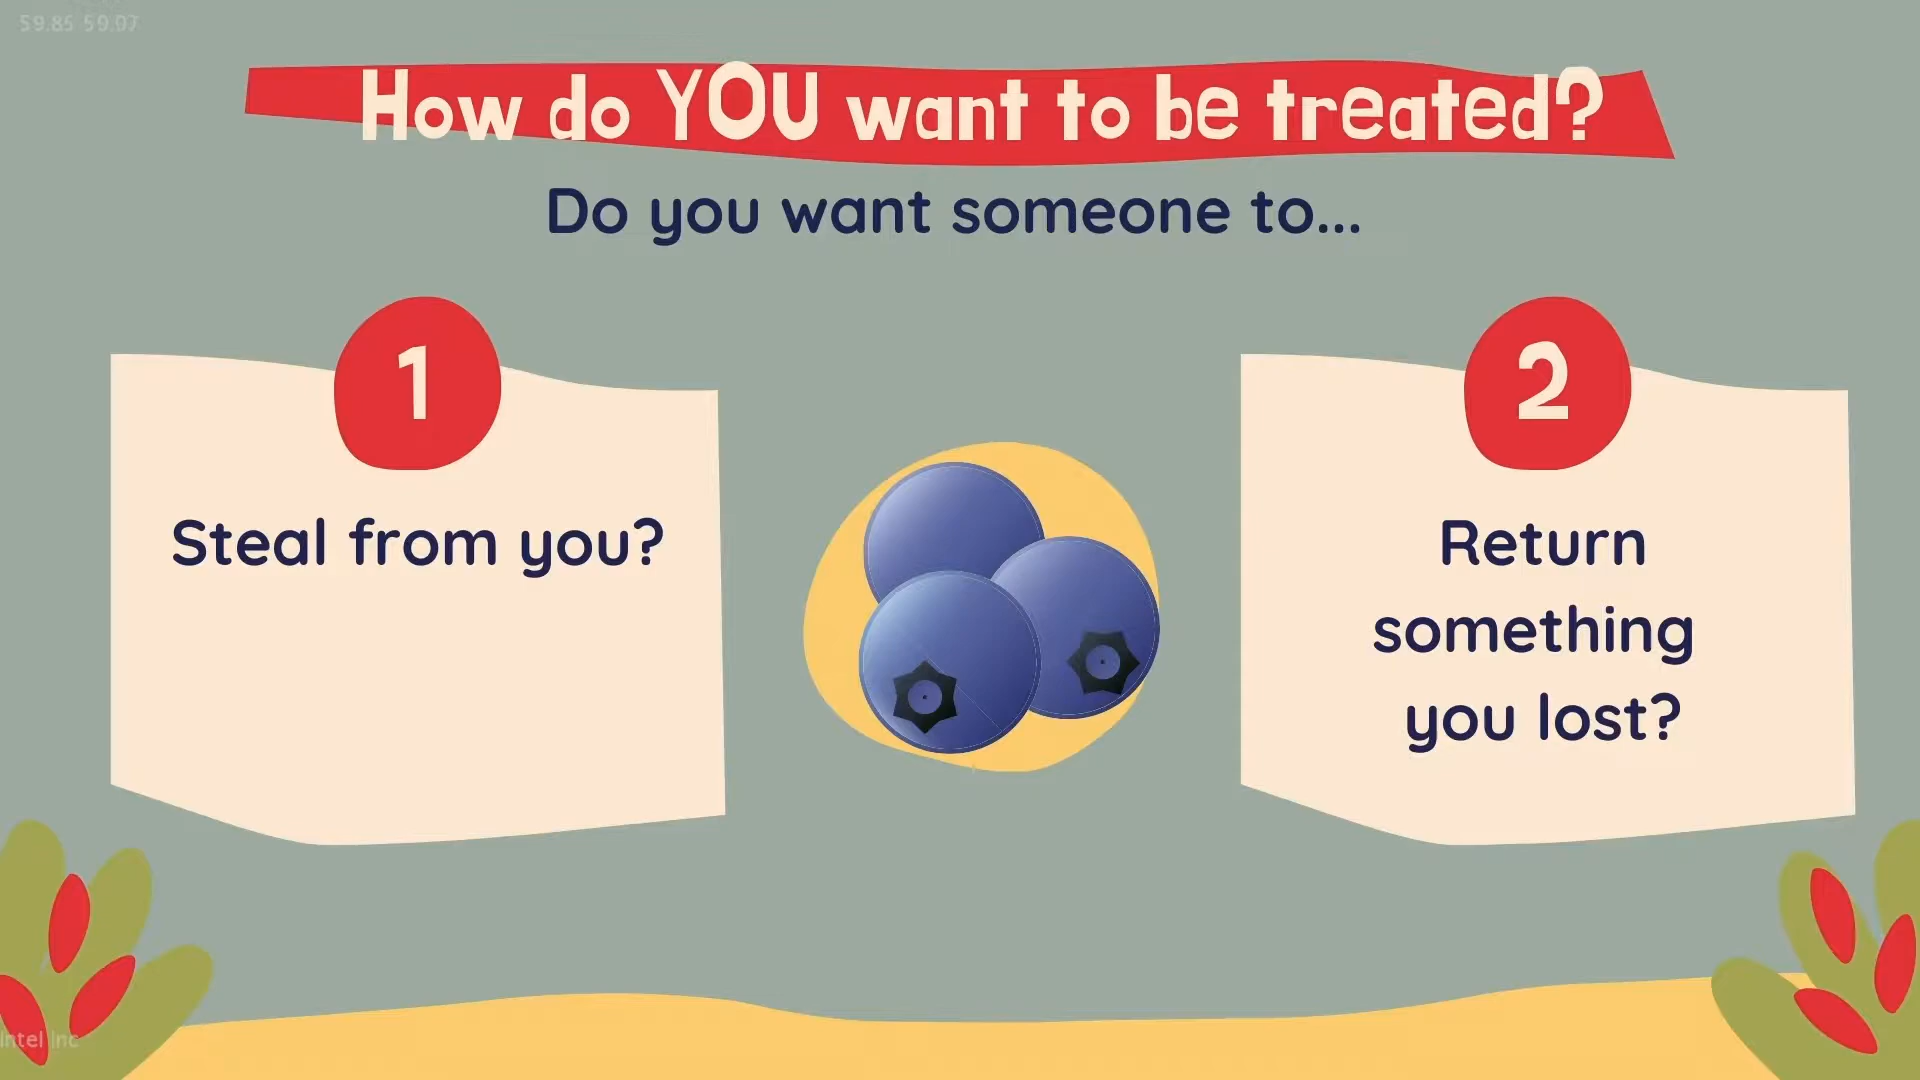 59.85 59.07
How do YOU want to be treated?
Do you want someone to...
1
Steal from you?
2
Return
something
you lost?
Intel Inc